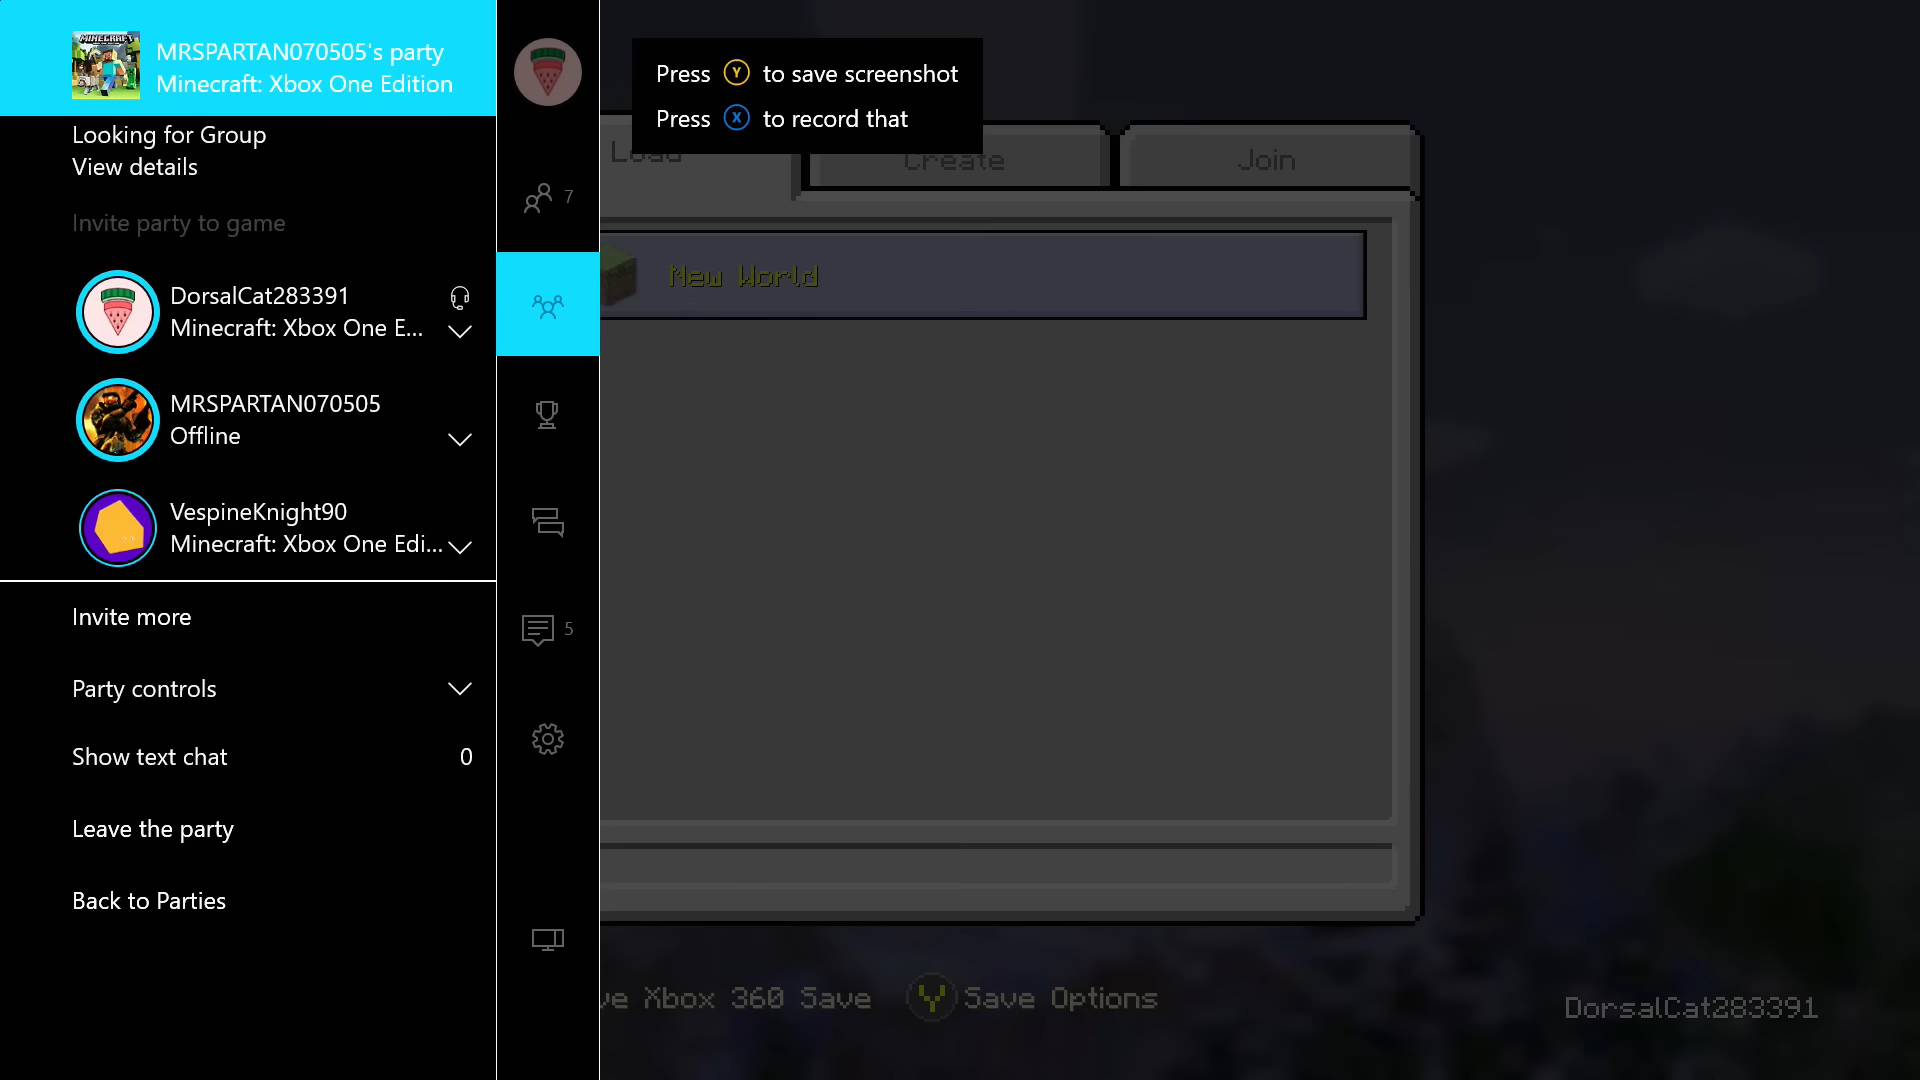 MINECRAFT
MRSPARTAN070505's party
Minecraft: Xbox One Edition
Looking for Group
View details
Invite party to game
DorsalCat283391
Minecraft: Xbox One E...
MRSPARTAN070505
Offline
VespineKnight90
Minecraft: Xbox One Edi...
Invite more
Party controls
Show text chat 0
Leave the party
Back to Parties
7
5
Press Y to save screenshot
Press X to record that
Load Create Join
New World
ve Xbox 360 Save Y Save Options
DorsalCat283391